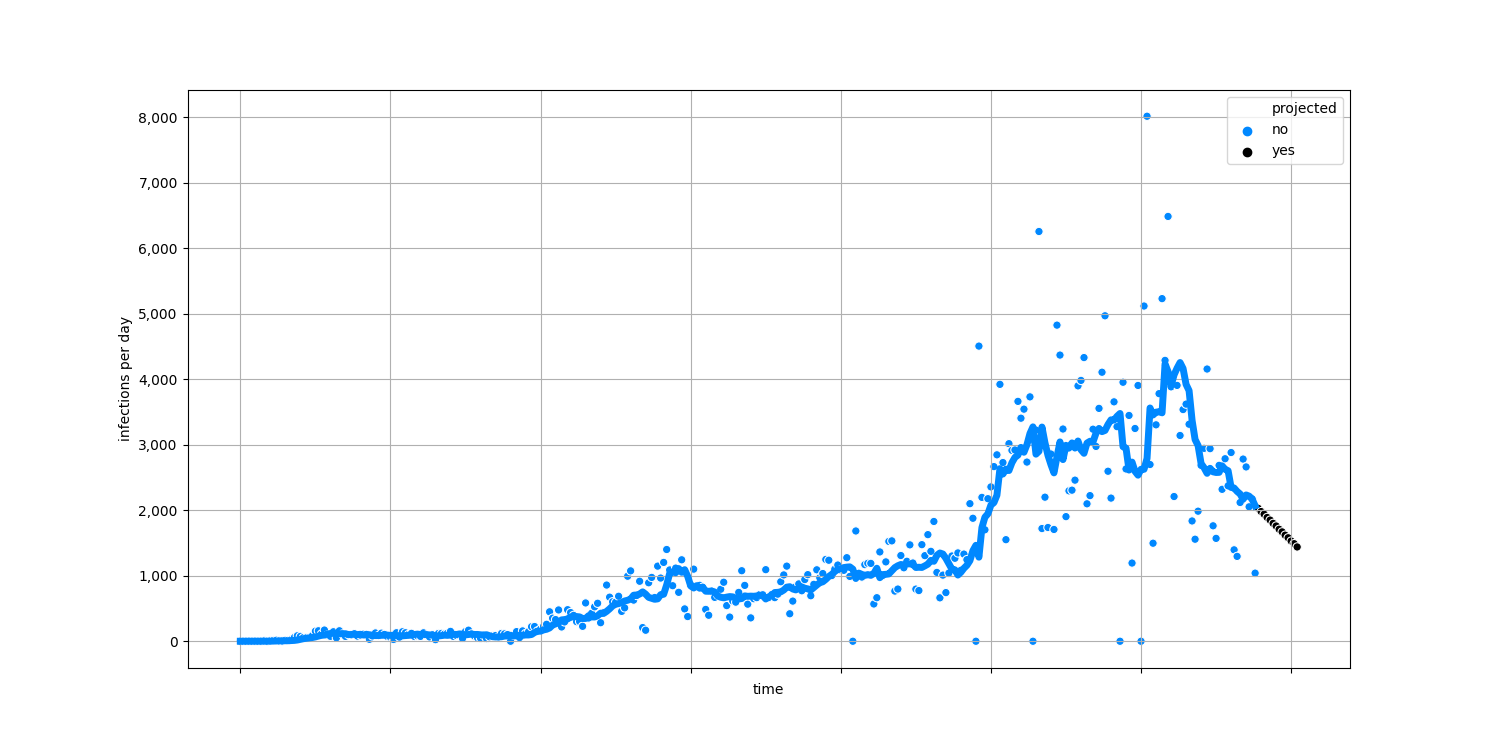 projected
no
yes
8,000
7,000
6,000
5,000
4,000
3,000
2,000
1,000
0
infections per day
time